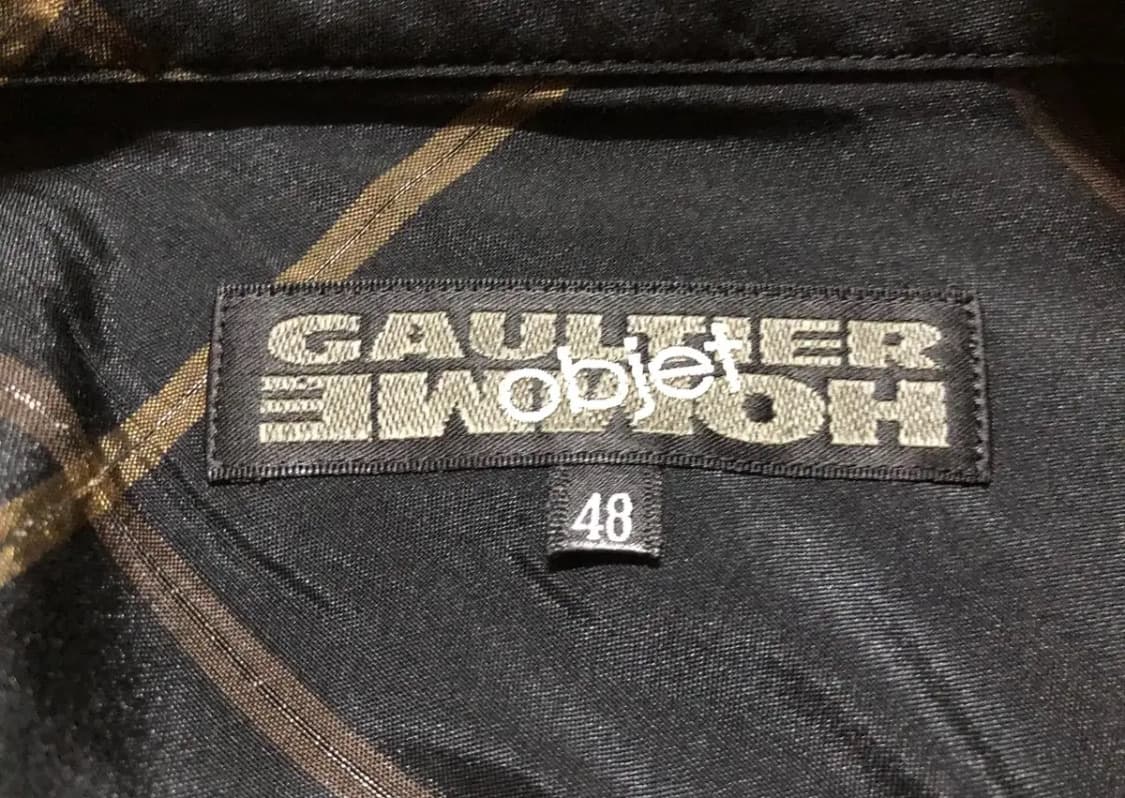 GAULTIER
objet
HOMME
48